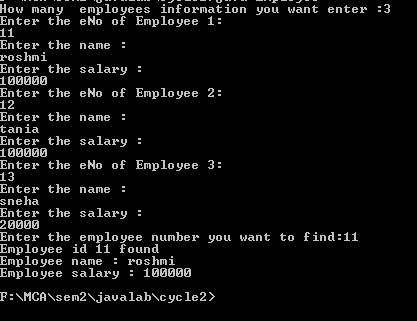 How many  employees information you want enter :3
Enter the eNo of Employee 1:
11
Enter the name :
roshmi
Enter the salary :
100000
Enter the eNo of Employee 2:
12
Enter the name :
tania
Enter the salary :
100000
Enter the eNo of Employee 3:
13
Enter the name :
sneha
Enter the salary :
20000
Enter the employee number you want to find:11
Employee id 11 found
Employee name : roshmi
Employee salary : 100000
F:\MCA\sem2\javalab\cycle2>